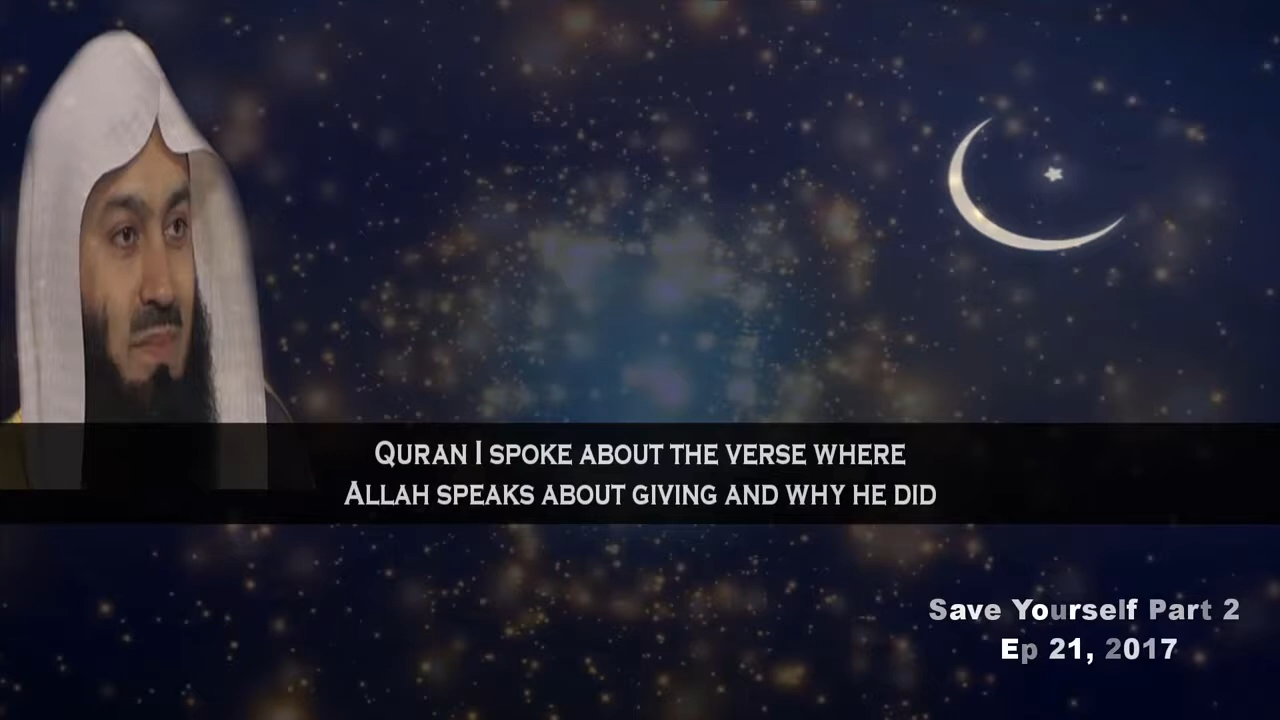 Quran I spoke about the verse where
Allah speaks about giving and why he did
Save Yourself Part 2
Ep 21, 2017